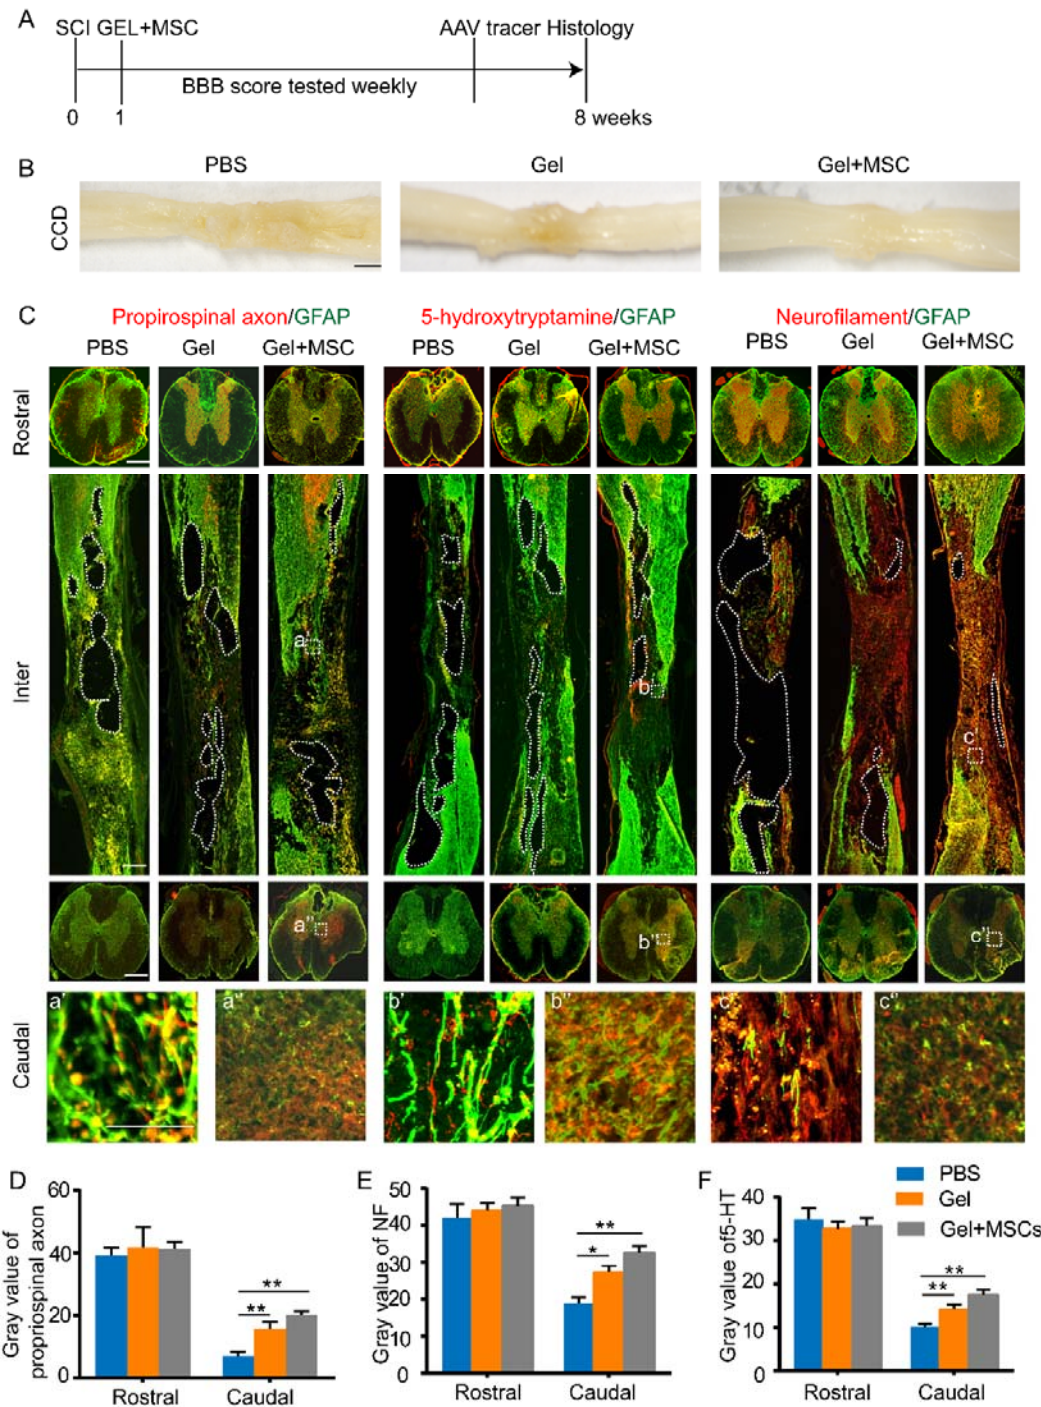 A
SCI GEL+MSC AAV tracer Histology
BBB score tested weekly
0 1 8 weeks
B
PBS Gel Gel+MSC
CCD
C
Propirospinal axon/GFAP 5-hydroxytryptamine/GFAP Neurofilament/GFAP
PBS Gel Gel+MSC PBS Gel Gel+MSC PBS Gel Gel+MSC
Rostral
Inter
a b c
a'' b'' c'
Caudal
a' a'' b' b'' c' c''
D
Gray value of
propriospinal axon
60
40
20
0
** **
Rostral Caudal
E
Gray value of NF
50
40
30
20
10
0
* **
Rostral Caudal
F
Gray value of5-HT
40
30
20
10
0
** **
Rostral Caudal
PBS
Gel
Gel+MSCs